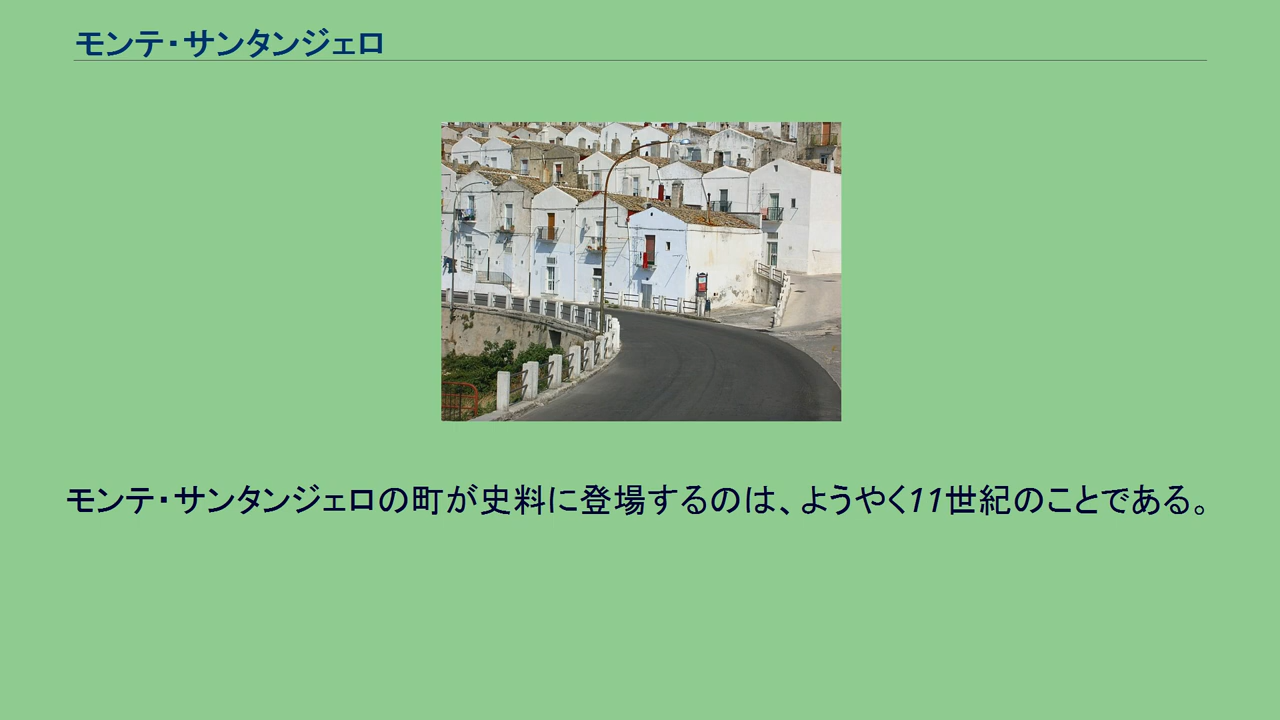 モンテ・サンタンジェロ
モンテ・サンタンジェロの町が史料に登場するのは、ようやく11世紀のことである。